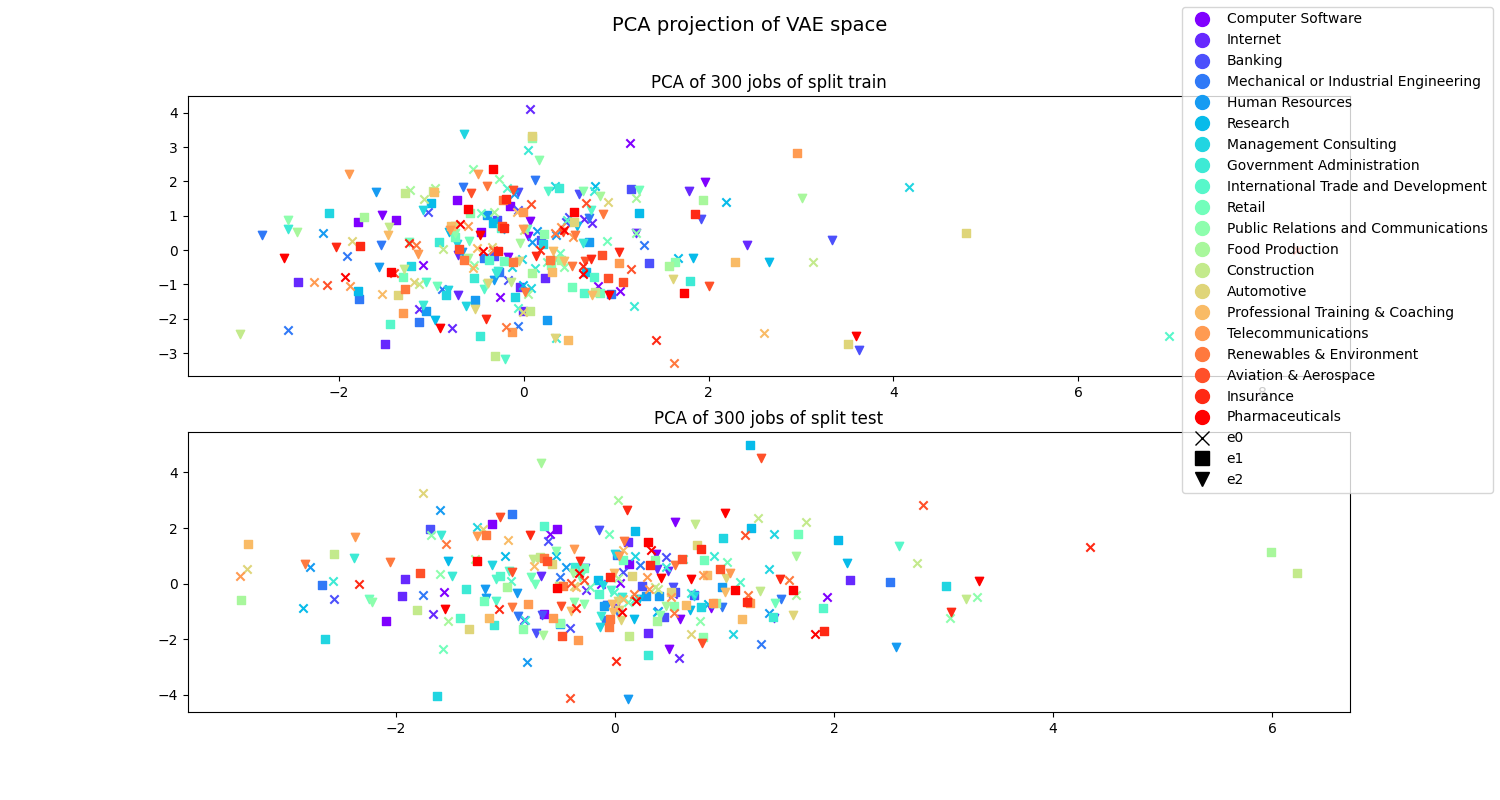 PCA projection of VAE space
PCA of 300 jobs of split train
4
3
2
1
0
−1
−2
−3
−2
0
2
4
6
8
PCA of 300 jobs of split test
4
2
0
−2
−4
−2
0
2
4
6
Computer Software
Internet
Banking
Mechanical or Industrial Engineering
Human Resources
Research
Management Consulting
Government Administration
International Trade and Development
Retail
Public Relations and Communications
Food Production
Construction
Automotive
Professional Training & Coaching
Telecommunications
Renewables & Environment
Aviation & Aerospace
Insurance
Pharmaceuticals
e0
e1
e2